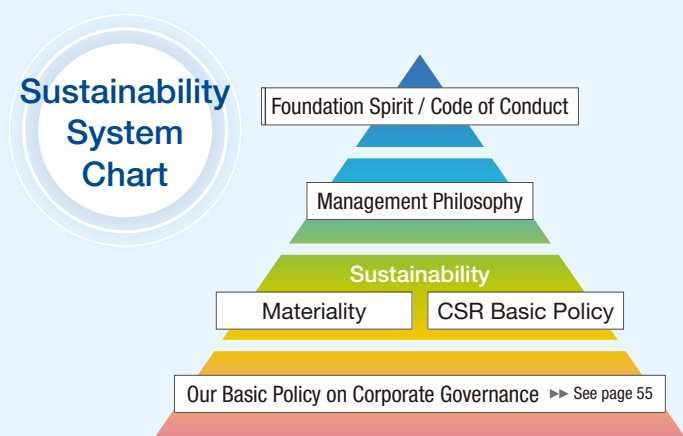 Sustainability
System
Chart
Foundation Spirit / Code of Conduct
Management Philosophy
Sustainability
Materiality
CSR Basic Policy
Our Basic Policy on Corporate Governance ▶▶ See page 55